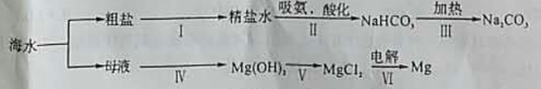 海水
粗盐 Ⅰ 精盐水 吸氨、酸化 Ⅱ NaHCO₃ 加热 Ⅲ Na₂CO₃
母液 Ⅳ Mg(OH)₂ Ⅴ MgCl₂ 电解 Ⅵ Mg